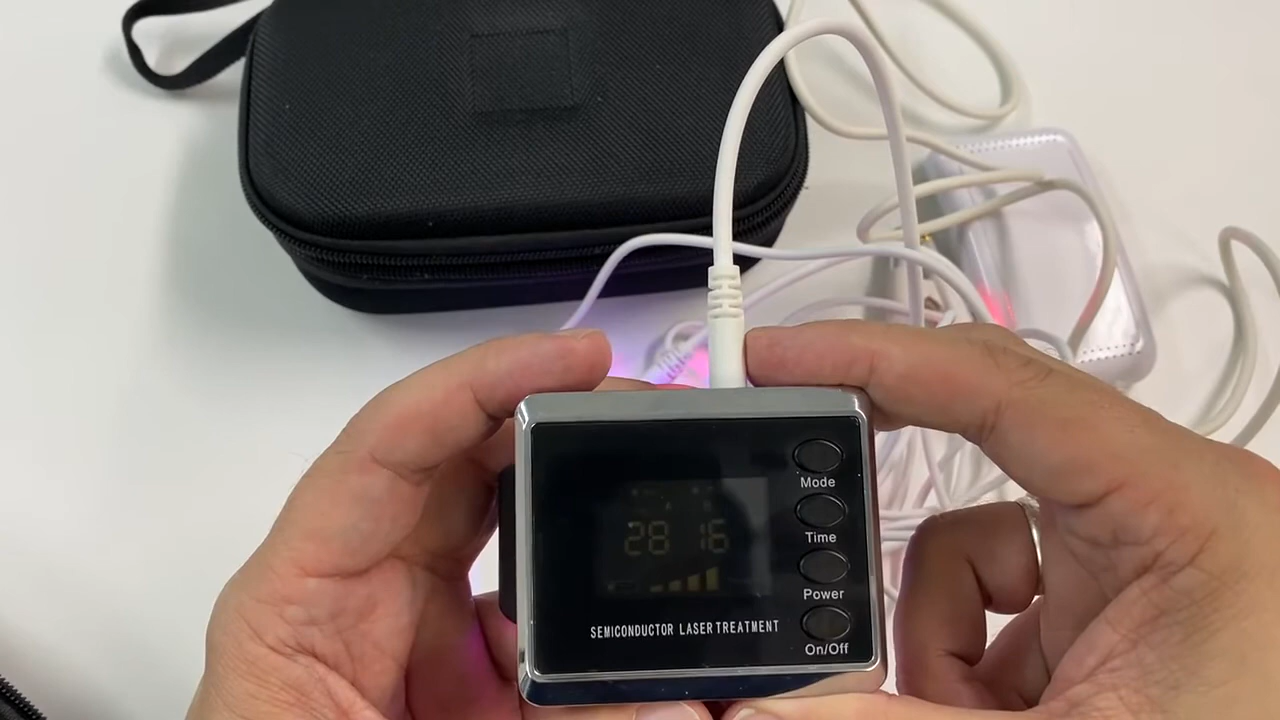 28 16
Mode
Time
Power
On/Off
SEMICONDUCTOR LASER TREATMENT